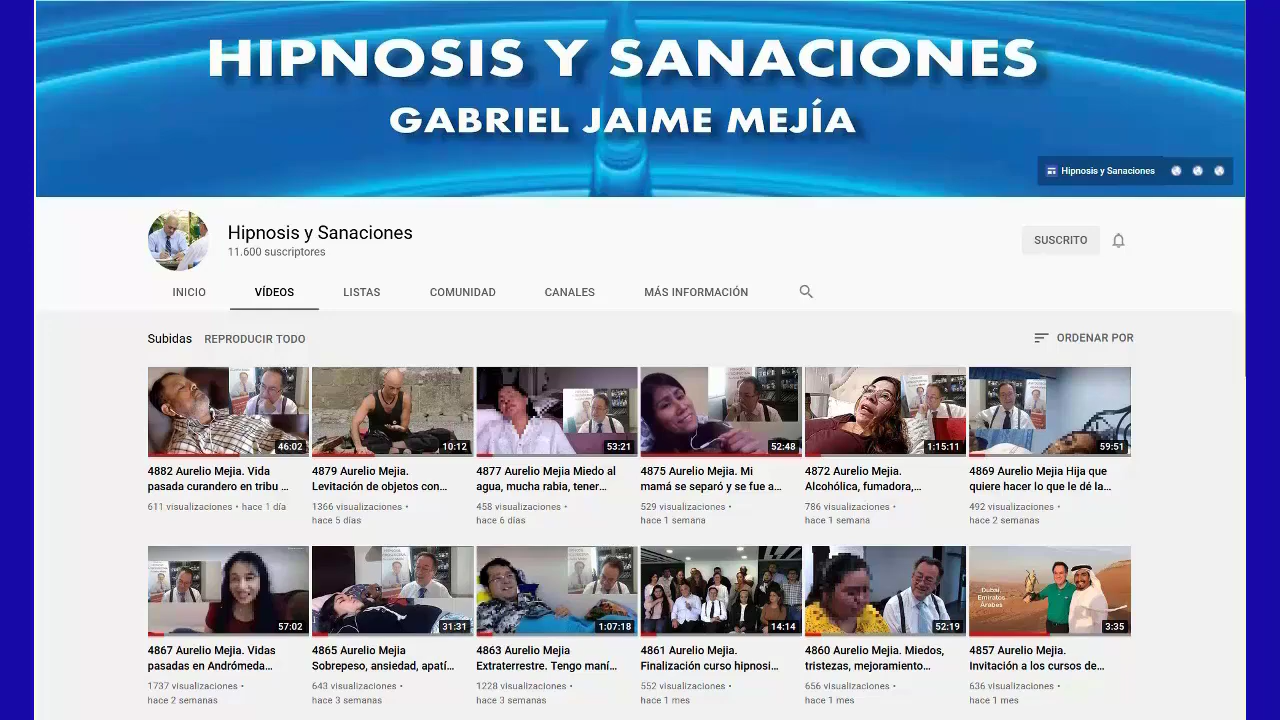 HIPNOSIS Y SANACIONES
GABRIEL JAIME MEJÍA
Hipnosis y Sanaciones
Hipnosis y Sanaciones
11.600 suscriptores
SUSCRITO
INICIO VÍDEOS LISTAS COMUNIDAD CANALES MÁS INFORMACIÓN
Subidas REPRODUCIR TODO ORDENAR POR
46:02 10:12 53:21 52:48 1:15:11 59:51
4882 Aurelio Mejia. Vida
pasada curandero en tribu ...
611 visualizaciones • hace 1 día
4879 Aurelio Mejia.
Levitación de objetos con...
1366 visualizaciones •
hace 5 días
4877 Aurelio Mejia Miedo al
agua, mucha rabia, tener...
458 visualizaciones •
hace 6 días
4875 Aurelio Mejia. Mi
mamá se separó y se fue a...
529 visualizaciones •
hace 1 semana
4872 Aurelio Mejia.
Alcohólica, fumadora,...
786 visualizaciones •
hace 1 semana
4869 Aurelio Mejia Hija que
quiere hacer lo que le dé la...
492 visualizaciones •
hace 2 semanas
Dubai,
Emiratos
Arabes
57:02 31:31 1:07:18 14:14 52:19 3:35
4867 Aurelio Mejia. Vidas
pasadas en Andrómeda...
1737 visualizaciones •
hace 2 semanas
4865 Aurelio Mejia
Sobrepeso, ansiedad, apatí...
643 visualizaciones •
hace 3 semanas
4863 Aurelio Mejia
Extraterrestre. Tengo maní...
1228 visualizaciones •
hace 3 semanas
4861 Aurelio Mejia.
Finalización curso hipnosi...
552 visualizaciones •
hace 1 mes
4860 Aurelio Mejia. Miedos,
tristezas, mejoramiento...
656 visualizaciones •
hace 1 mes
4857 Aurelio Mejia.
Invitación a los cursos de...
636 visualizaciones •
hace 1 mes